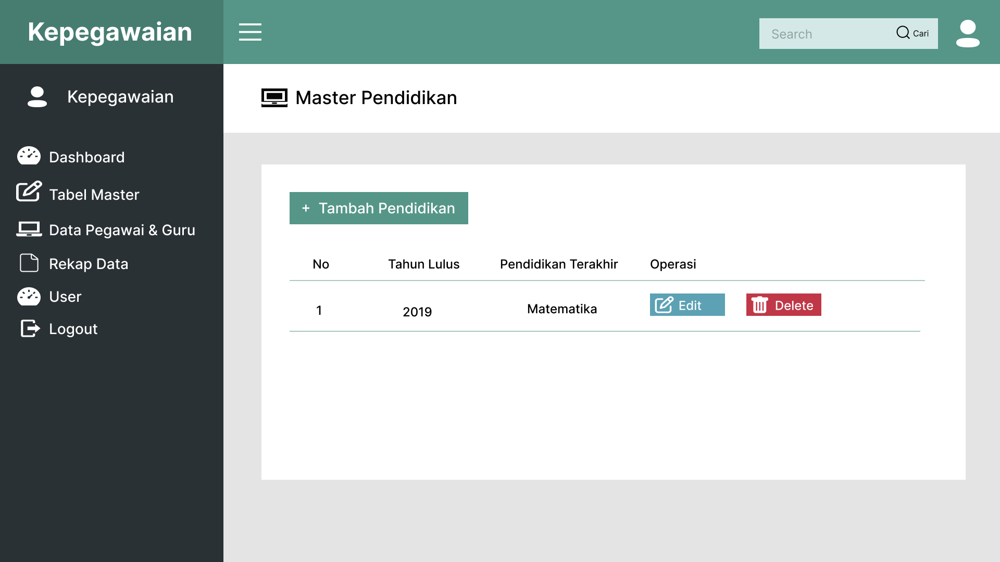 Kepegawaian
Search
Cari
Kepegawaian
Master Pendidikan
Dashboard
Tabel Master
Data Pegawai & Guru
Rekap Data
User
Logout
+ Tambah Pendidikan
No Tahun Lulus Pendidikan Terakhir Operasi
1 2019 Matematika Edit Delete